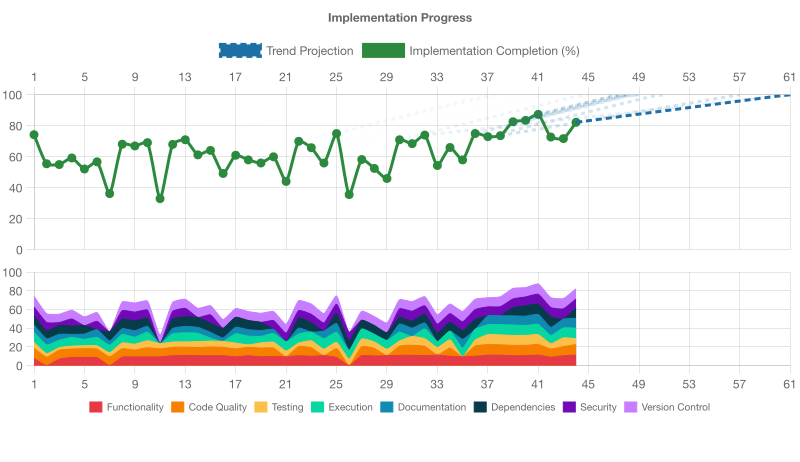 Implementation Progress
Trend Projection Implementation Completion (%)
1 5 9 13 17 21 25 29 33 37 41 45 49 53 57 61
100
80
60
40
20
0
100
80
60
40
20
0
1 5 9 13 17 21 25 29 33 37 41 45 49 53 57 61
Functionality Code Quality Testing Execution Documentation Dependencies Security Version Control